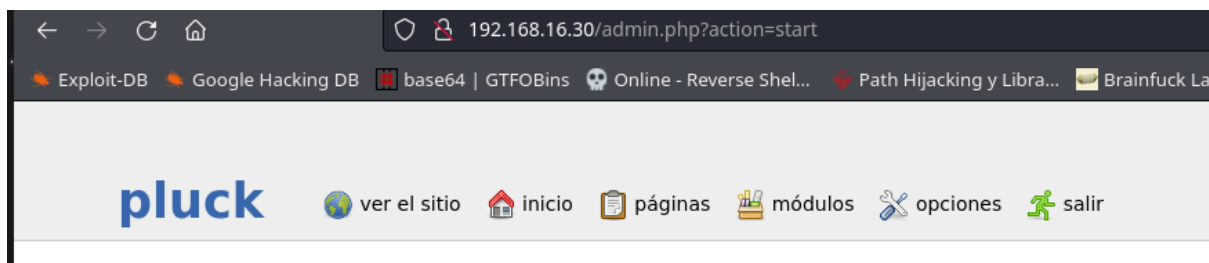 192.168.16.30/admin.php?action=start
Exploit-DB Google Hacking DB base64 | GTFOBins Online - Reverse Shel... Path Hijacking y Libra... Brainfuck La
pluck ver el sitio inicio páginas módulos opciones salir